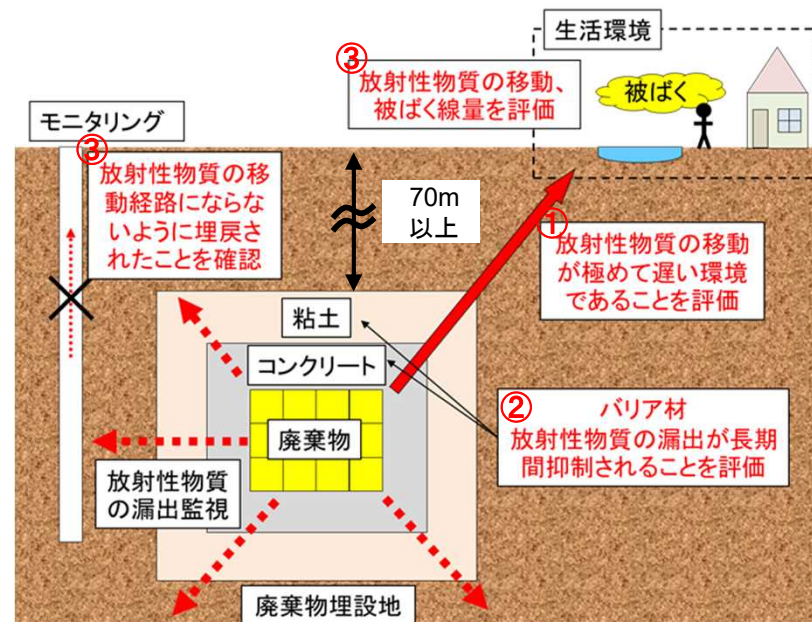 生活環境
③
放射性物質の移動、
被ばく線量を評価
被ばく
モニタリング
③
放射性物質の移
動経路にならな
いように埋戻さ
れたことを確認
70m
以上
①
放射性物質の移動
が極めて遅い環境
であることを評価
粘土
コンクリート
廃棄物
②
バリア材
放射性物質の漏出が長期
間抑制されることを評価
放射性物質
の漏出監視
廃棄物埋設地